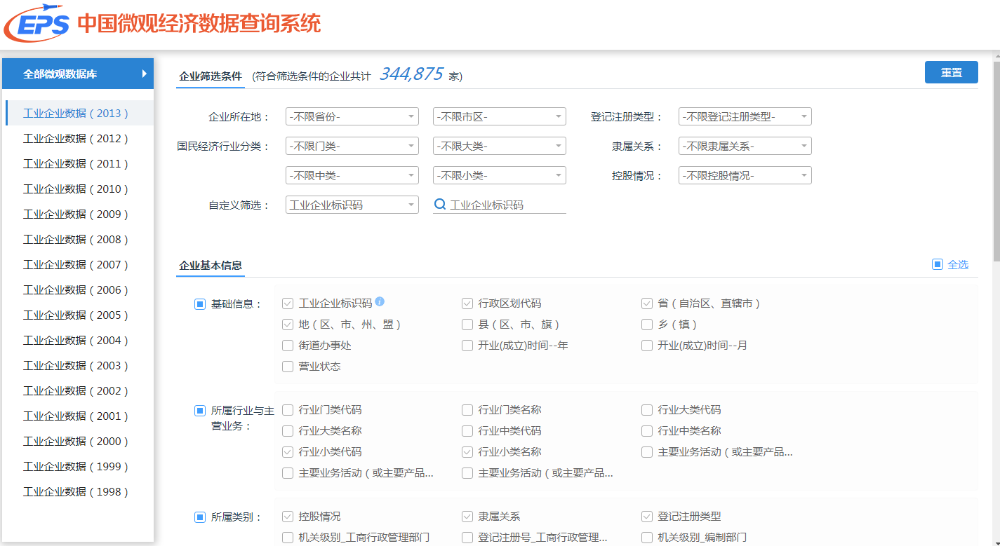 EPS 中国微观经济数据查询系统
全部微观数据库
工业企业数据（2013）
工业企业数据（2012）
工业企业数据（2011）
工业企业数据（2010）
工业企业数据（2009）
工业企业数据（2008）
工业企业数据（2007）
工业企业数据（2006）
工业企业数据（2005）
工业企业数据（2004）
工业企业数据（2003）
工业企业数据（2002）
工业企业数据（2001）
工业企业数据（2000）
工业企业数据（1999）
工业企业数据（1998）
企业筛选条件 (符合筛选条件的企业共计 344,875 家) 重置
企业所在地： -不限省份- -不限市区- 登记注册类型： -不限登记注册类型-
国民经济行业分类： -不限门类- -不限大类- 隶属关系： -不限隶属关系-
-不限中类- -不限小类- 控股情况： -不限控股情况-
自定义筛选： 工业企业标识码 工业企业标识码
企业基本信息 全选
基础信息： 工业企业标识码 i 行政区划代码 省（自治区、直辖市）
地（区、市、州、盟） 县（区、市、旗） 乡（镇）
街道办事处 开业(成立)时间--年 开业(成立)时间--月
营业状态
所属行业与主 行业门类代码 行业门类名称 行业大类代码
营业务： 行业大类名称 行业中类代码 行业中类名称
行业小类代码 行业小类名称 主要业务活动（或主要产品...
主要业务活动（或主要产品... 主要业务活动（或主要产品...
所属类别： 控股情况 隶属关系 登记注册类型
机关级别_工商行政管理部门 登记注册号_工商行政管理... 机关级别_编制部门